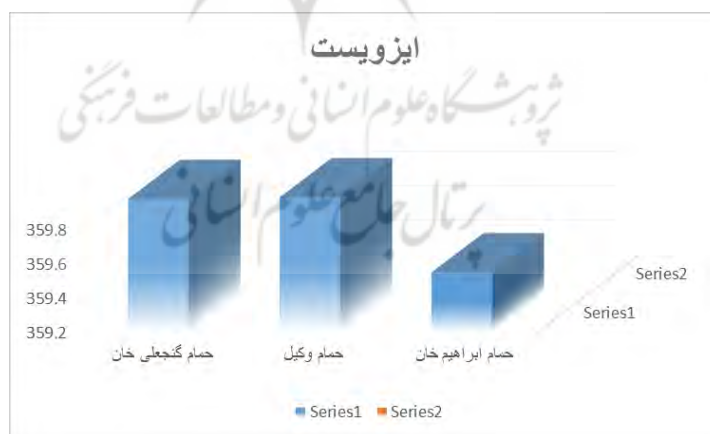 ایزوویست
پژوهشگاه علوم انسانی و مطالعات فرهنگی
پرتال جامع علوم انسانی
359.8
359.6
359.4
359.2
Series2
Series1
حمام گنجعلی خان
حمام وکیل
حمام ابراهیم خان
Series1 Series2